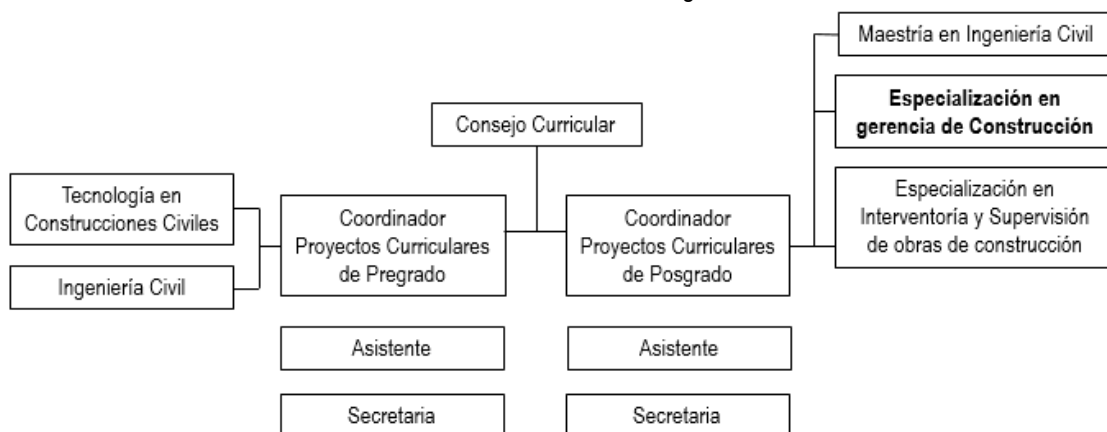 Maestría en Ingeniería Civil
Especialización en
gerencia de Construcción
Especialización en
Interventoría y Supervisión
de obras de construcción
Consejo Curricular
Tecnología en
Construcciones Civiles
Ingeniería Civil
Coordinador
Proyectos Curriculares
de Pregrado
Coordinador
Proyectos Curriculares
de Posgrado
Asistente
Asistente
Secretaria
Secretaria